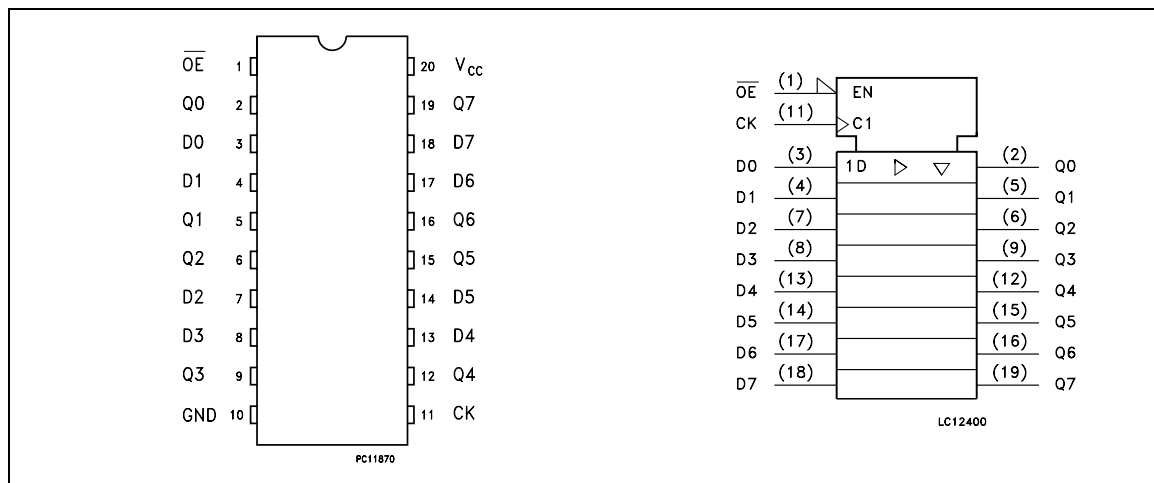 O̅E̅ 1 20 VCC
Q0 2 19 Q7
D0 3 18 D7
D1 4 17 D6
Q1 5 16 Q6
Q2 6 15 Q5
D2 7 14 D5
D3 8 13 D4
Q3 9 12 Q4
GND 10 11 CK
PC11870
O̅E̅ (1) EN
CK (11) C1
D0 (3) 1D (2) Q0
D1 (4) (5) Q1
D2 (7) (6) Q2
D3 (8) (9) Q3
D4 (13) (12) Q4
D5 (14) (15) Q5
D6 (17) (16) Q6
D7 (18) (19) Q7
LC12400